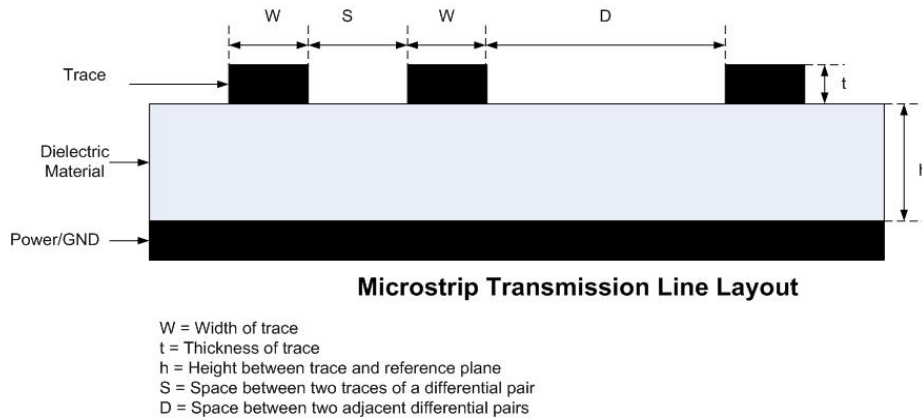 W
S
W
D
Trace
t
Dielectric
Material
h
Power/GND
Microstrip Transmission Line Layout
W = Width of trace
t = Thickness of trace
h = Height between trace and reference plane
S = Space between two traces of a differential pair
D = Space between two adjacent differential pairs